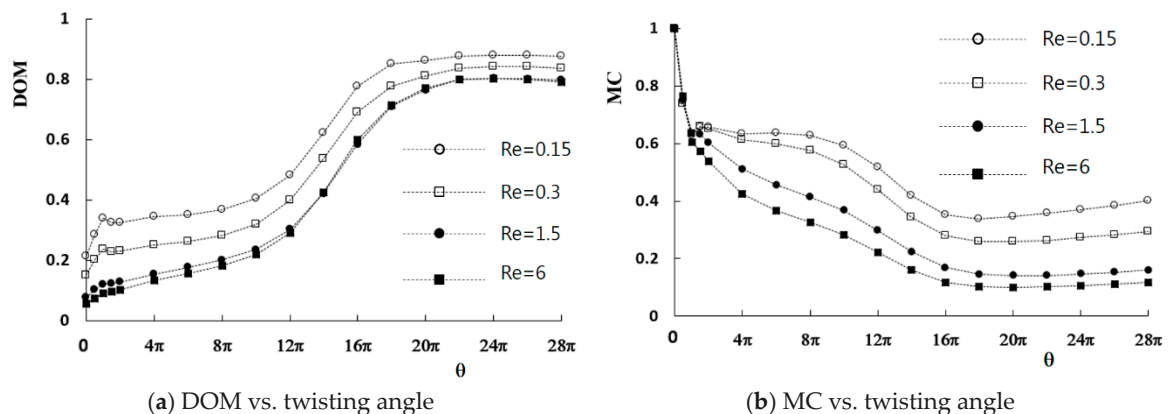 1
0.8
0.6
0.4
0.2
0
DOM
Re=0.15
Re=0.3
Re=1.5
Re=6
0 4π 8π 12π 16π 20π 24π 28π
θ
(a) DOM vs. twisting angle
1
0.8
0.6
0.4
0.2
0
MC
Re=0.15
Re=0.3
Re=1.5
Re=6
0 4π 8π 12π 16π 20π 24π 28π
θ
(b) MC vs. twisting angle